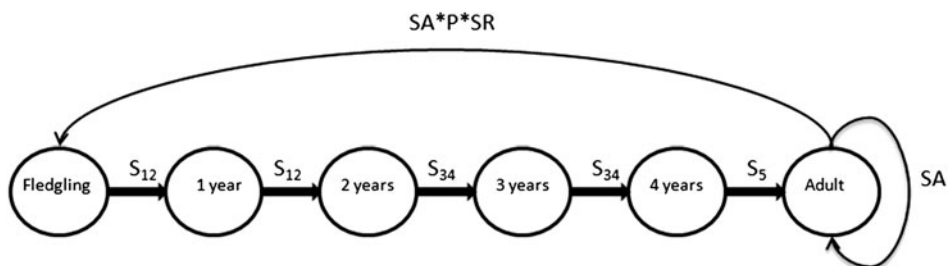 SA*P*SR
S12 S12 S34 S34 S5
Fledgling 1 year 2 years 3 years 4 years Adult SA